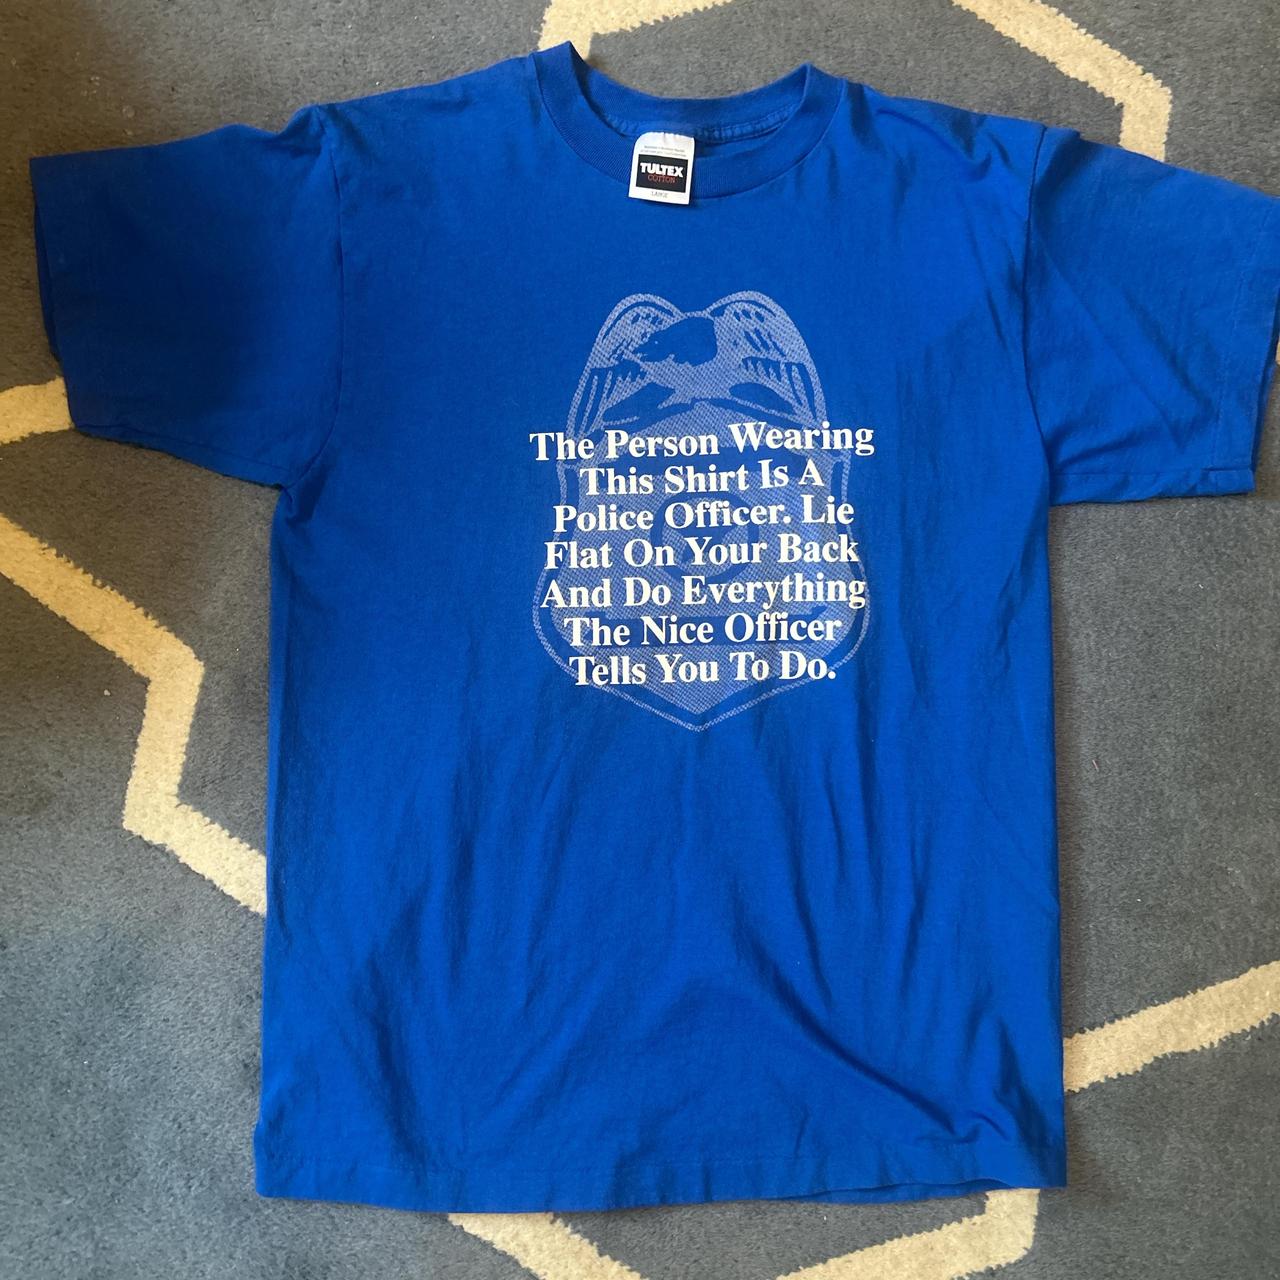 TULTEX
COTTON
LARGE
The Person Wearing
This Shirt Is A
Police Officer. Lie
Flat On Your Back
And Do Everything
The Nice Officer
Tells You To Do.